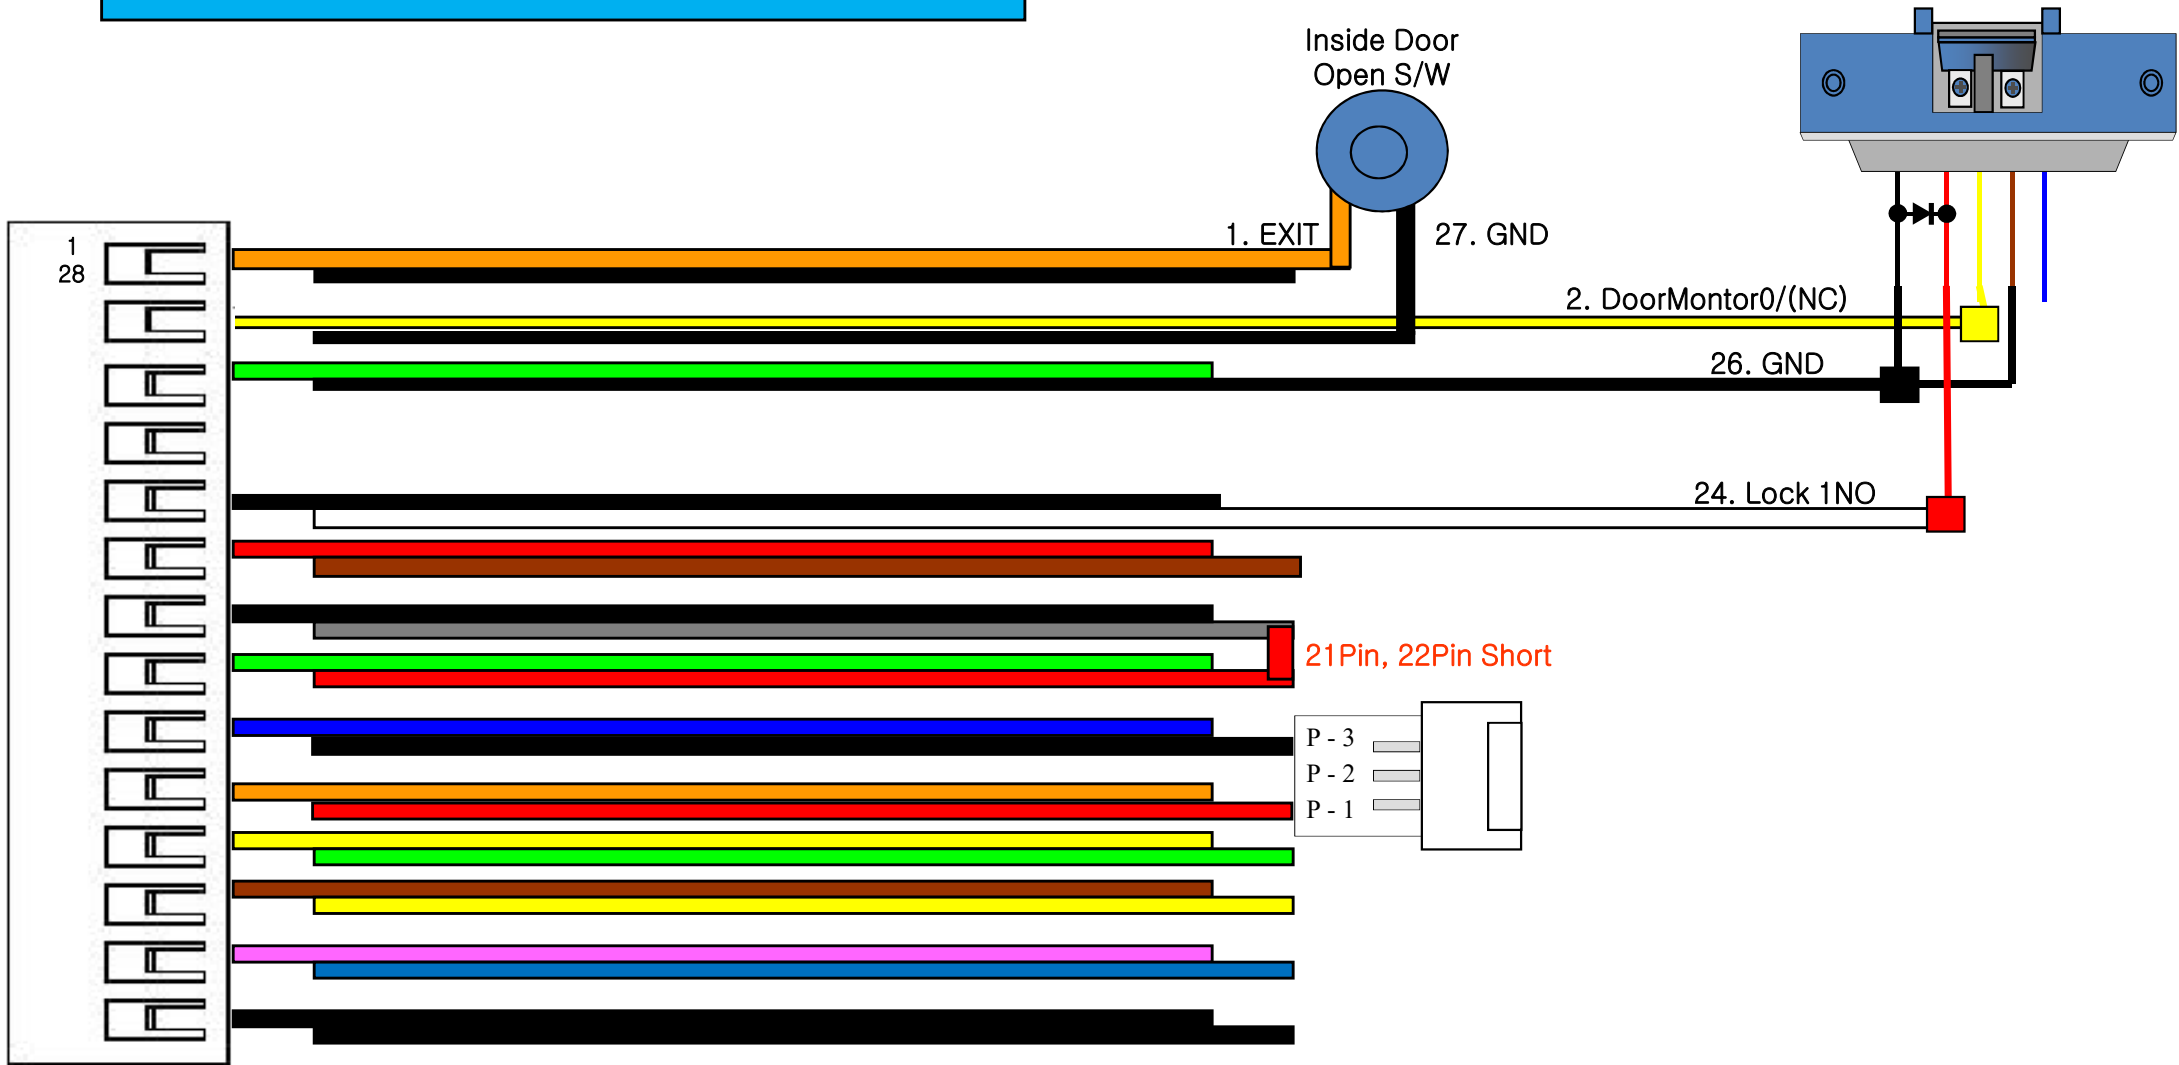 Inside Door
Open S/W
1. EXIT
27. GND
1
28
2. DoorMontor0/(NC)
26. GND
24. Lock 1NO
21Pin, 22Pin Short
P - 3
P - 2
P - 1